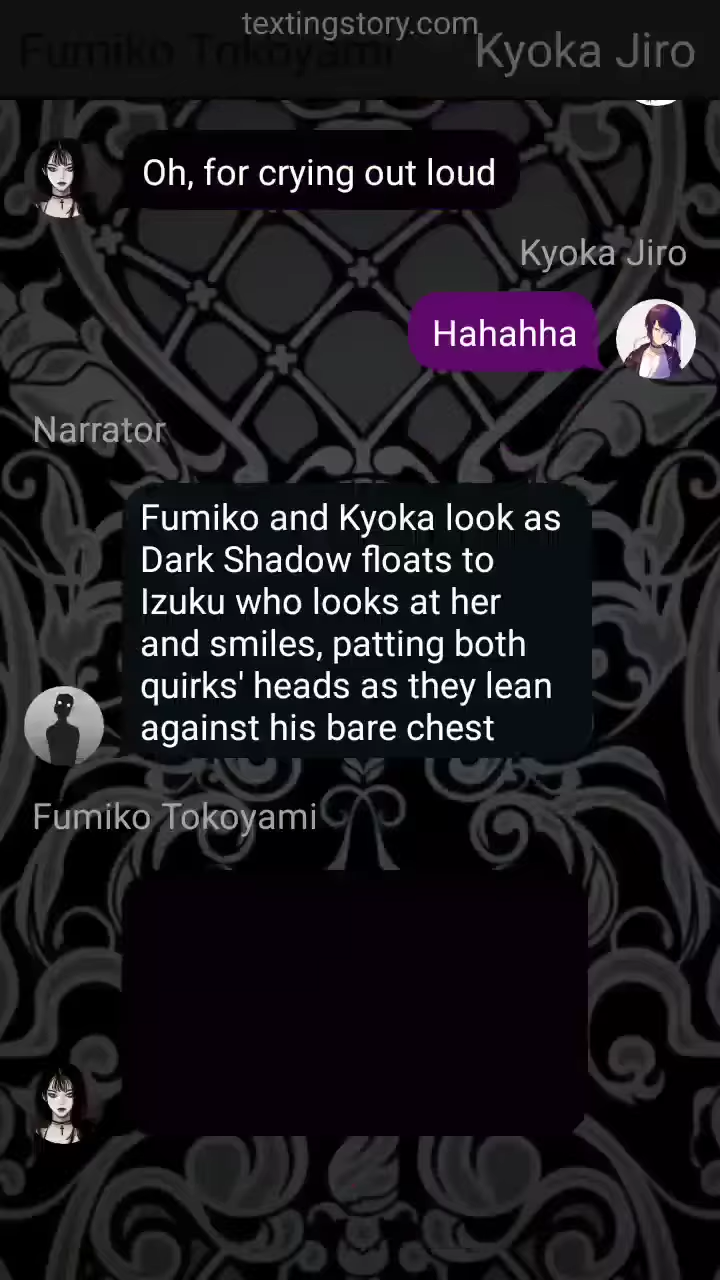 textingstory.com
Fumiko Tokoyami
Kyoka Jiro
Oh, for crying out loud
Kyoka Jiro
Hahahha
Narrator
Fumiko and Kyoka look as
Dark Shadow floats to
Izuku who looks at her
and smiles, patting both
quirks' heads as they lean
against his bare chest
Fumiko Tokoyami